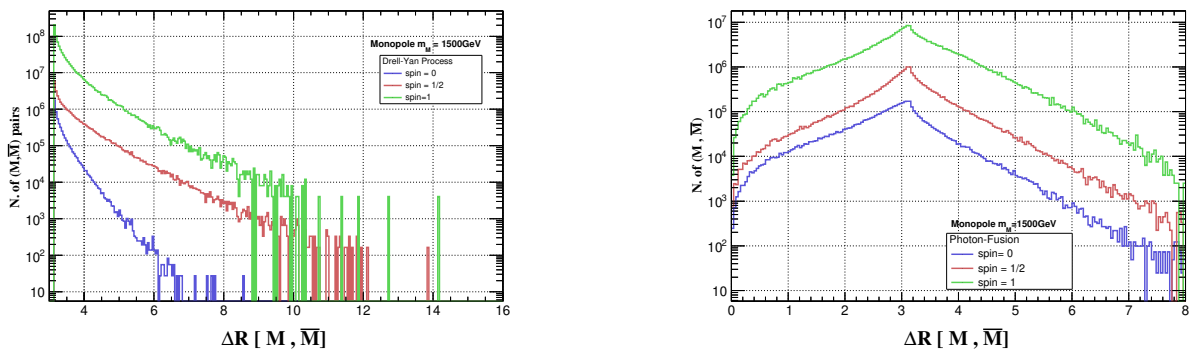 N. of (M,M̅) pairs
10⁸
10⁷
10⁶
10⁵
10⁴
10³
10²
10
4
6
8
10
12
14
16
Monopole m_M = 1500GeV
Drell-Yan Process
spin = 0
spin = 1/2
spin=1
ΔR [ M , M̅]
N. of (M , M̅)
10⁷
10⁶
10⁵
10⁴
10³
10²
10
0
1
2
3
4
5
6
7
8
Monopole m_M=1500GeV
Photon-Fusion
spin= 0
spin = 1/2
spin = 1
ΔR [ M , M̅]